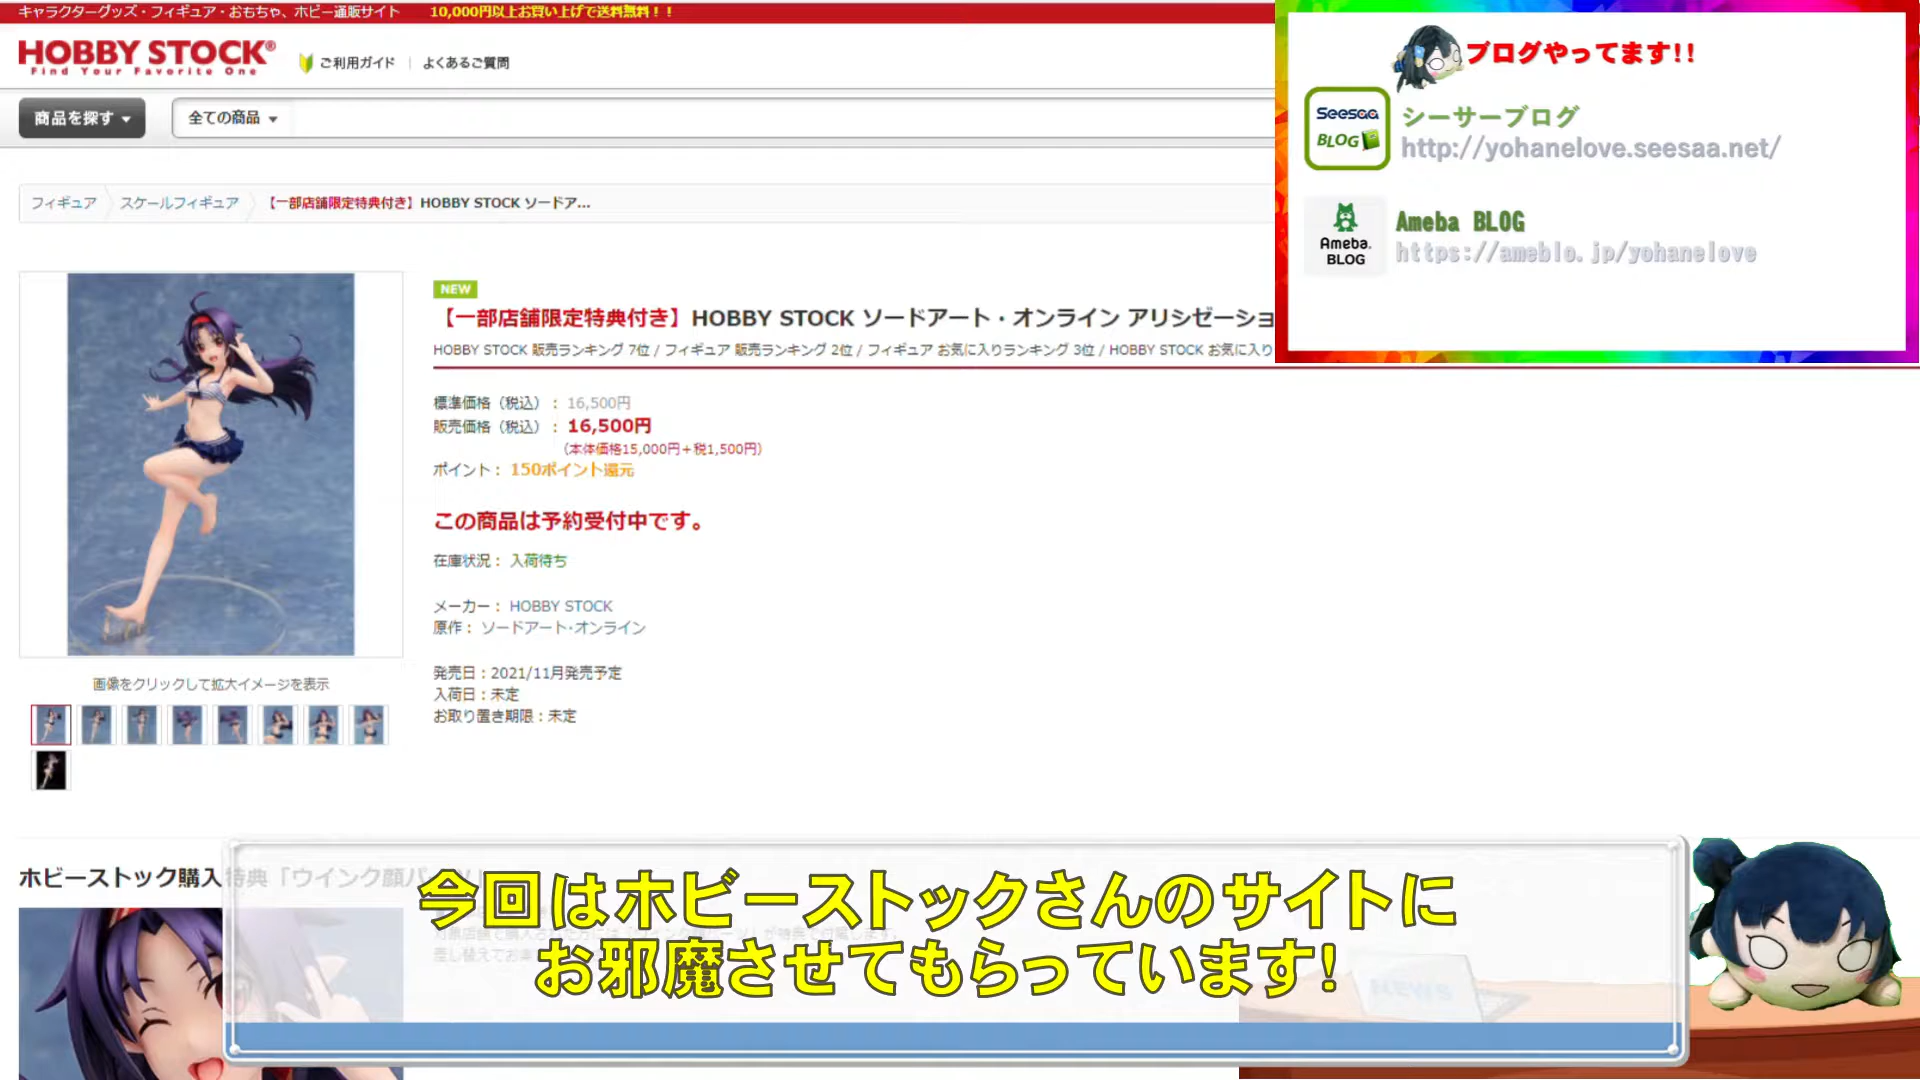 キャラクターグッズ・フィギュア・おもちゃ、ホビー通販サイト 10,000円以上お買い上げで送料無料！！
HOBBY STOCK®
Find Your Favorite One
ご利用ガイド | よくあるご質問
商品を探す
全ての商品
フィギュア スケールフィギュア 【一部店舗限定特典付き】HOBBY STOCK ソードア...
ブログやってます!!
Seesaa BLOG
シーサーブログ
http://yohanelove.seesaa.net/
Ameba. BLOG
Ameba BLOG
https://ameblo.jp/yohanelove
NEW
【一部店舗限定特典付き】HOBBY STOCK ソードアート・オンライン アリシゼーショ
HOBBY STOCK 販売ランキング 7位 / フィギュア 販売ランキング 2位 / フィギュア お気に入りランキング 3位 / HOBBY STOCK お気に入り
標準価格（税込）： 16,500円
販売価格（税込）： 16,500円
（本体価格15,000円＋税1,500円）
ポイント： 150ポイント還元
この商品は予約受付中です。
在庫状況： 入荷待ち
メーカー： HOBBY STOCK
原作： ソードアート・オンライン
発売日：2021/11月発売予定
入荷日：未定
お取り置き期限：未定
画像をクリックして拡大イメージを表示
ホビーストック購入特典「ウインク顔パ
今回はホビーストックさんのサイトに
お邪魔させてもらっています!